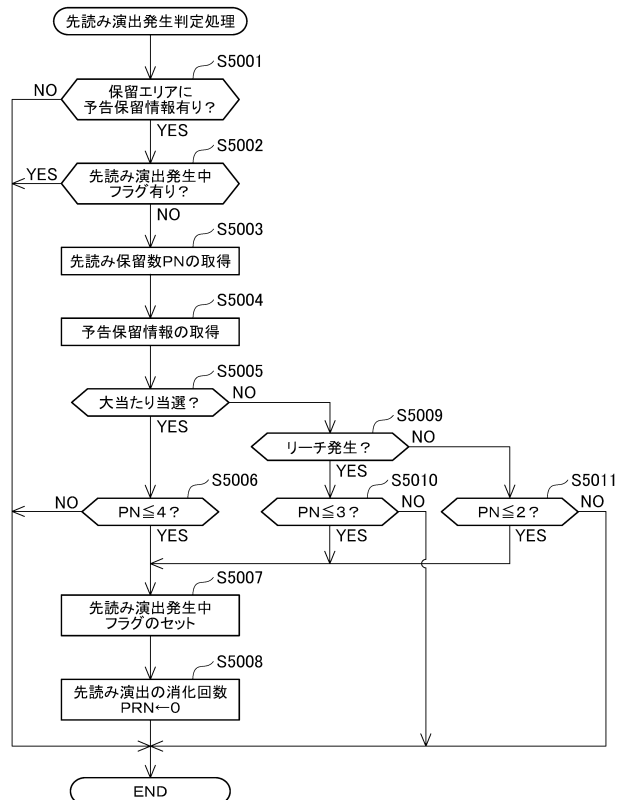 先読み演出発生判定処理
S5001
NO
保留エリアに
予告保留情報有り？
YES
S5002
YES
先読み演出発生中
フラグ有り？
NO
S5003
先読み保留数PNの取得
S5004
予告保留情報の取得
S5005
大当たり当選？
NO
YES
S5009
リーチ発生？
NO
YES
S5006
NO
PN≦4？
YES
S5010
PN≦3？
NO
YES
S5011
PN≦2？
NO
YES
S5007
先読み演出発生中
フラグのセット
S5008
先読み演出の消化回数
PRN←0
END